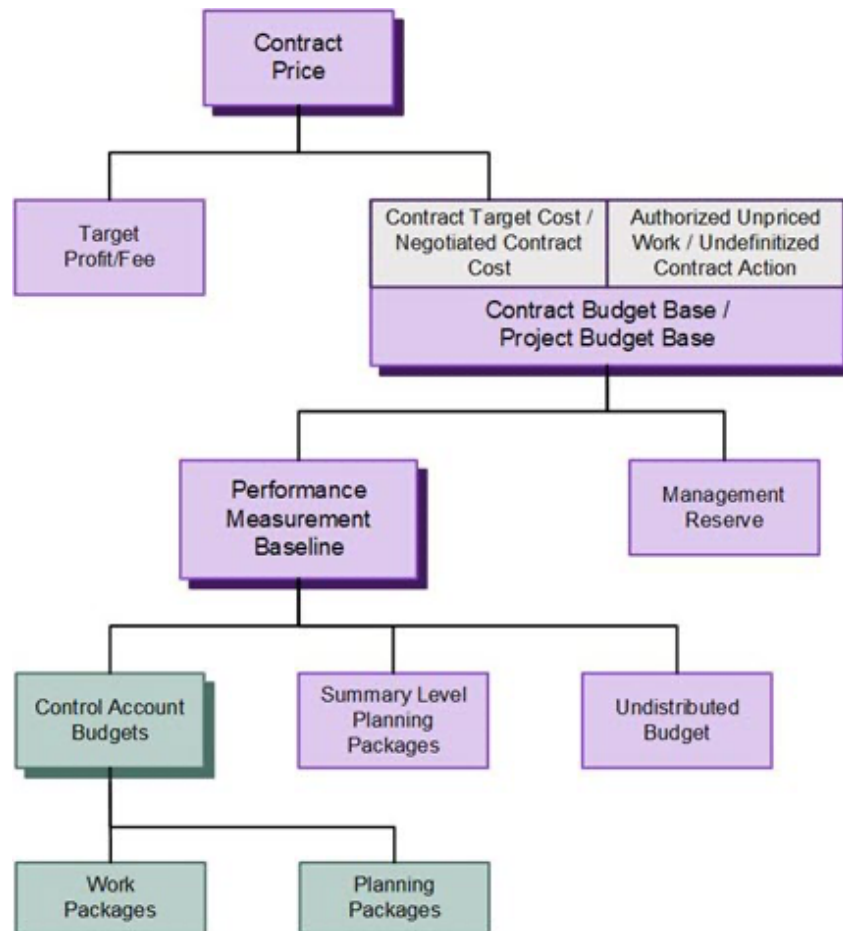 Contract
Price
Target
Profit/Fee
Contract Target Cost /
Negotiated Contract
Cost
Authorized Unpriced
Work / Undefinitized
Contract Action
Contract Budget Base /
Project Budget Base
Performance
Measurement
Baseline
Management
Reserve
Control Account
Budgets
Summary Level
Planning
Packages
Undistributed
Budget
Work
Packages
Planning
Packages